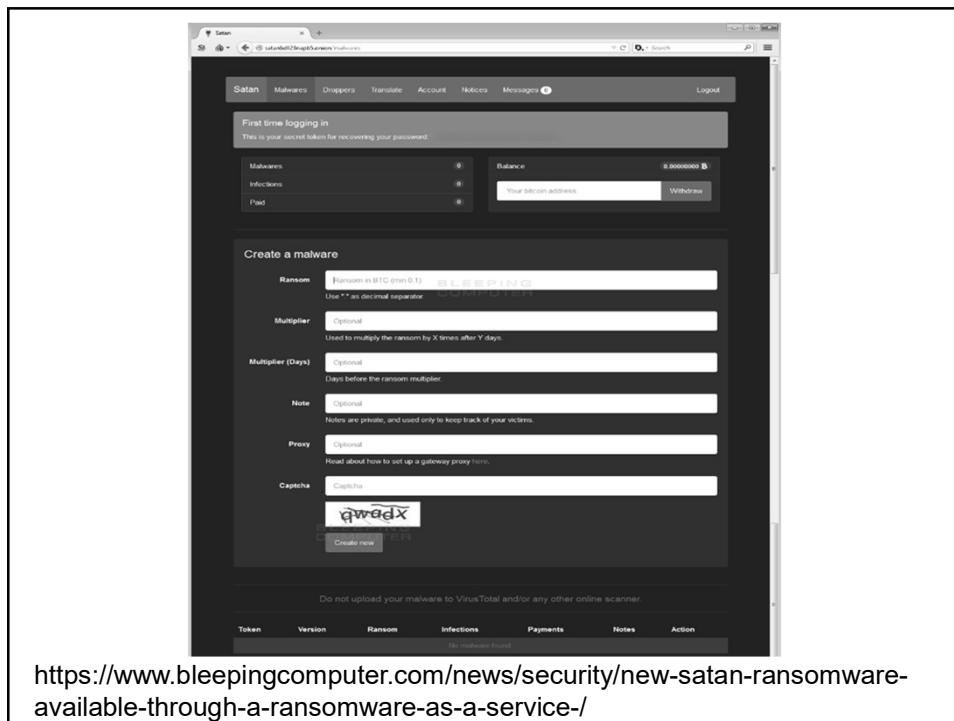 Satan
Search
Satan Malwares Droppers Translate Account Notices Messages 0 Logout
First time logging in
This is your secret token for recovering your password:
Malwares 0
Infections 0
Paid 0
Balance 0.00000000 B
Your bitcoin address
Withdraw
Create a malware
Ransom
Ransom in BTC (min 0.1)
Use "." as decimal separator
BLEEPING
COMPUTER
Multiplier
Optional
Used to multiply the ransom by X times after Y days.
Multiplier (Days)
Optional
Days before the ransom multiplier.
Note
Optional
Notes are private, and used only to keep track of your victims.
Proxy
Optional
Read about how to set up a gateway proxy here.
Captcha
Captcha
qwadx
BLEEPING
COMPUTER
Create new
Do not upload your malware to VirusTotal and/or any other online scanner.
Token Version Ransom Infections Payments Notes Action
No malware found
https://www.bleepingcomputer.com/news/security/new-satan-ransomware-
available-through-a-ransomware-as-a-service-/